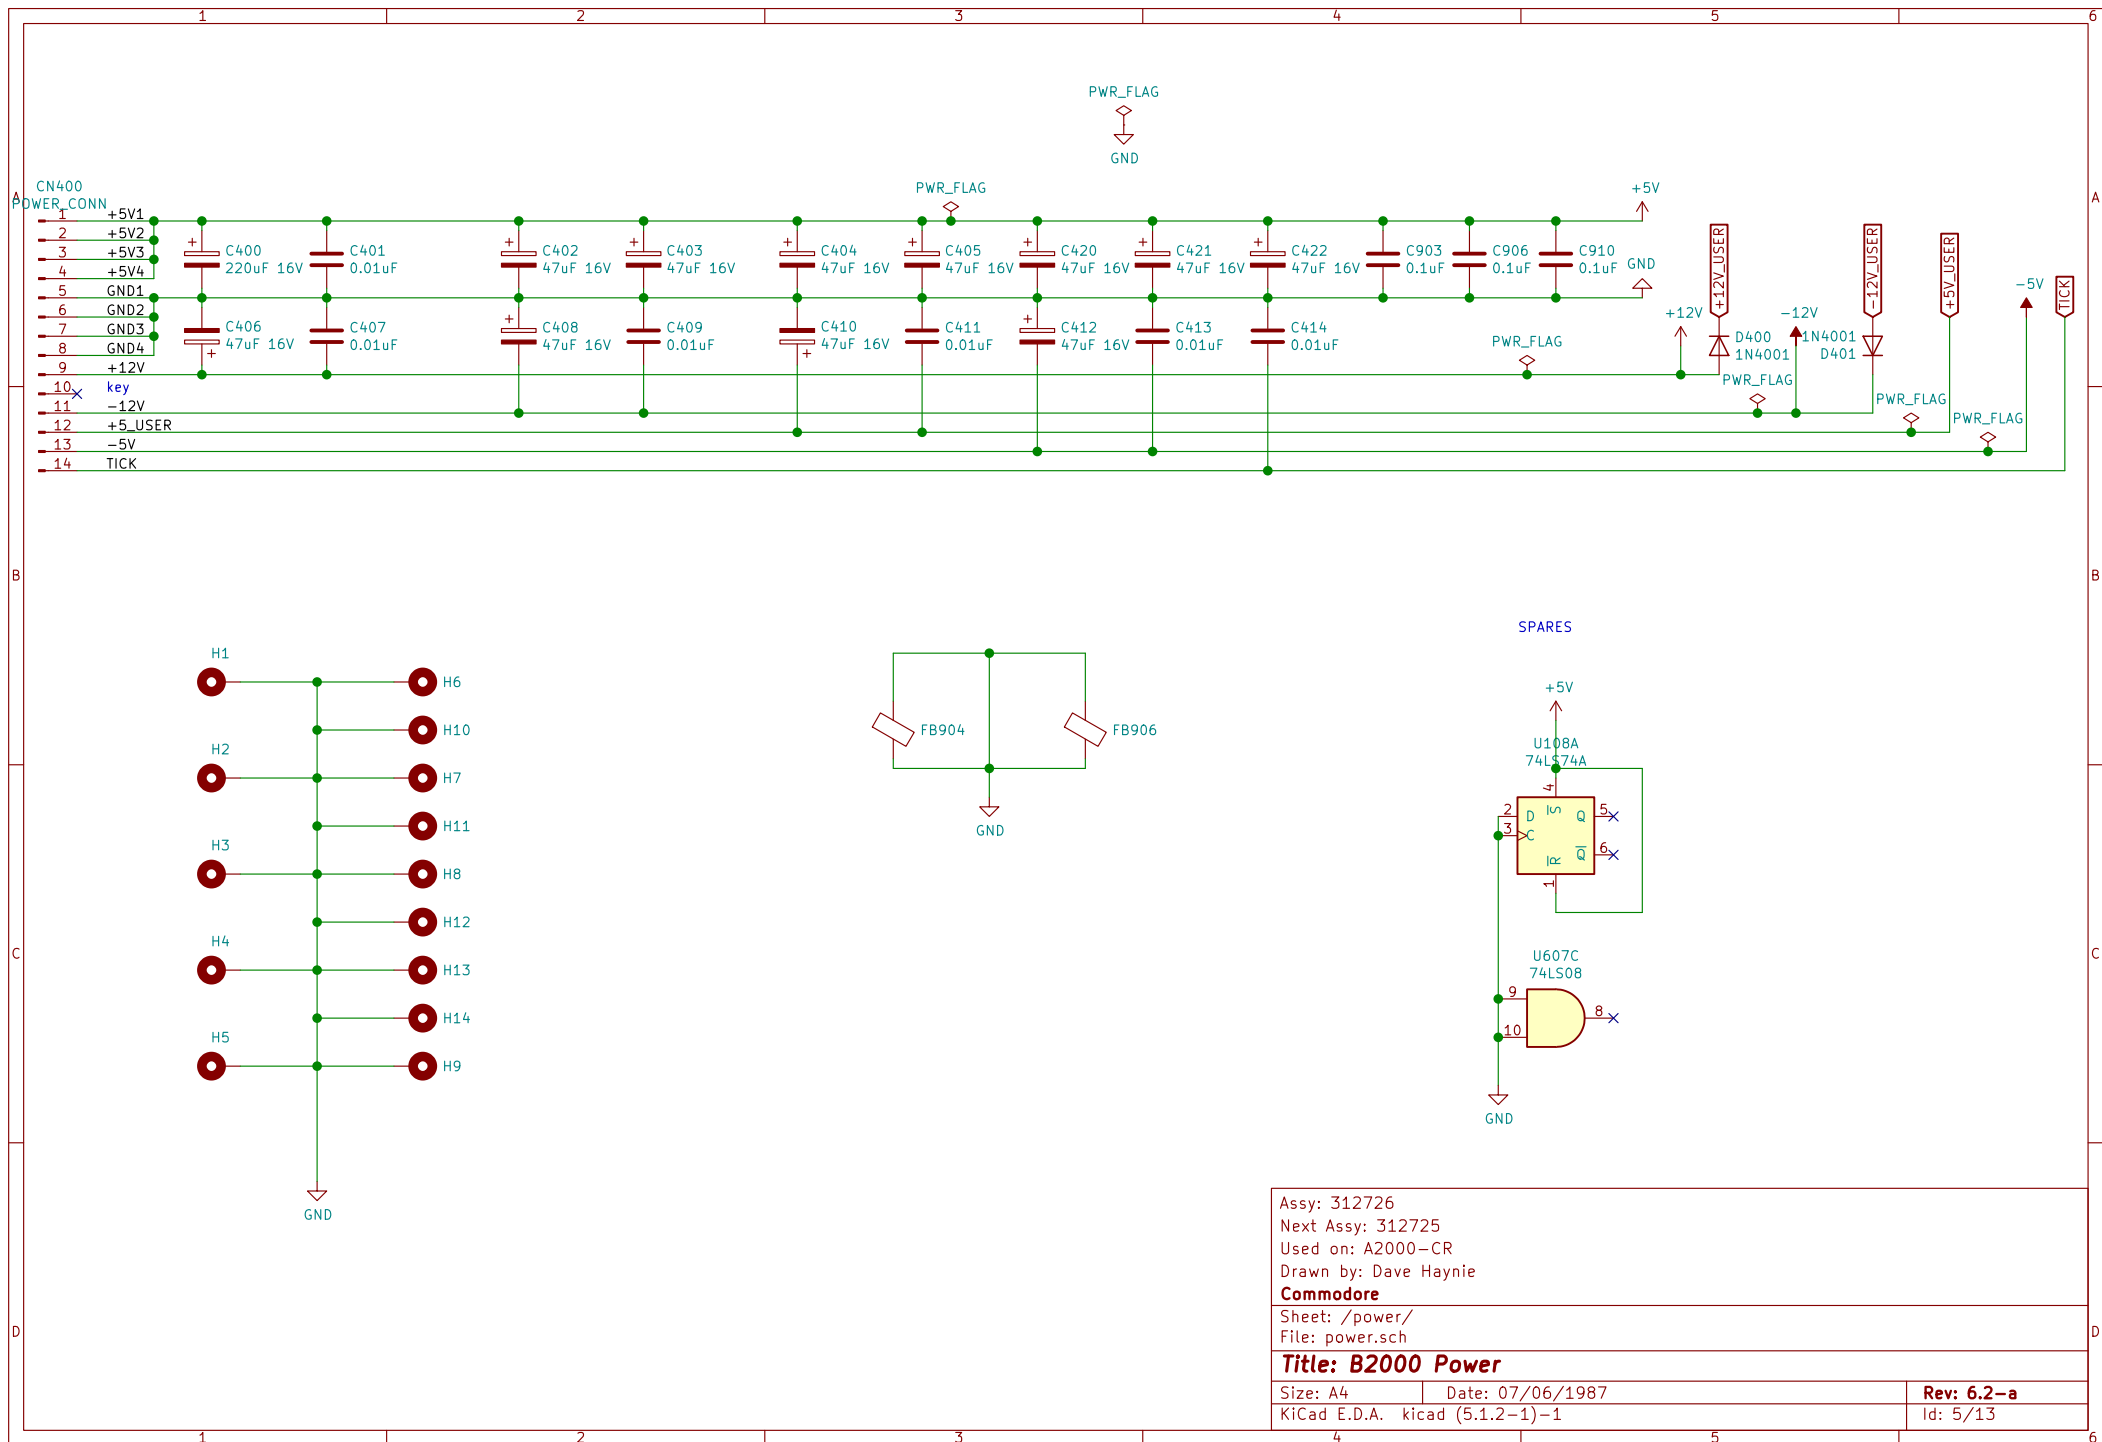 1 2 3 4 5 6
PWR_FLAG
GND
CN400
POWER_CONN
PWR_FLAG
+5V
A
A
1 +5V1
2 +5V2
3 +5V3
4 +5V4
5 GND1
6 GND2
7 GND3
8 GND4
9 +12V
10 key
11 -12V
12 +5_USER
13 -5V
14 TICK
+ C400
220uF 16V
C401
0.01uF
+ C402
47uF 16V
+ C403
47uF 16V
+ C404
47uF 16V
+ C405
47uF 16V
+ C420
47uF 16V
+ C421
47uF 16V
+ C422
47uF 16V
C903
0.1uF
C906
0.1uF
C910
0.1uF
GND
C406
47uF 16V
+
C407
0.01uF
+ C408
47uF 16V
C409
0.01uF
C410
47uF 16V
+
C411
0.01uF
+ C412
47uF 16V
C413
0.01uF
C414
0.01uF
PWR_FLAG
+12V
+12V_USER
D400
1N4001
PWR_FLAG
-12V
-12V_USER
1N4001
D401
PWR_FLAG
+5V_USER
PWR_FLAG
-5V
TICK
B
B
SPARES
H1
H6
H10
H2
H7
H11
H3
H8
H12
H4
H13
H14
H5
H9
GND
FB904
FB906
GND
+5V
U108A
74LS74A
4
S
2 D
Q 5
3 C
Q 6
R
1
C
C
U607C
74LS08
9
8
10
GND
D
D
Assy: 312726
Next Assy: 312725
Used on: A2000-CR
Drawn by: Dave Haynie
Commodore
Sheet: /power/
File: power.sch
Title: B2000 Power
Size: A4 Date: 07/06/1987 Rev: 6.2-a
KiCad E.D.A. kicad (5.1.2-1)-1 Id: 5/13
1 2 3 4 5 6